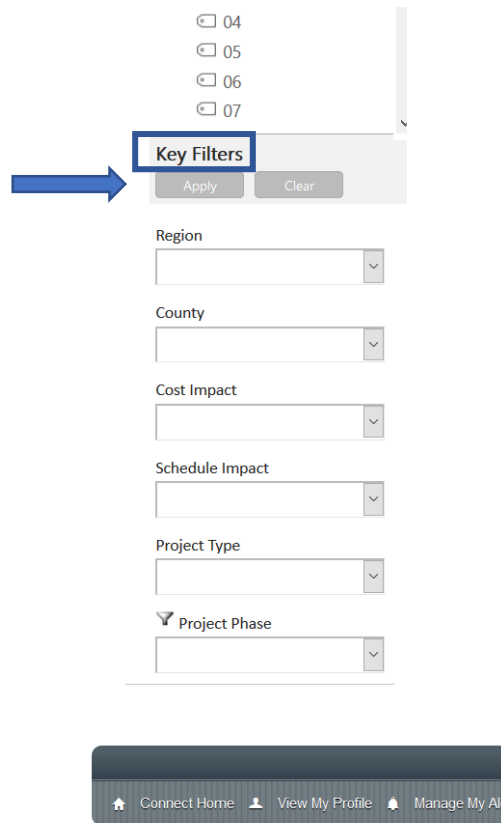 04
05
06
07
Key Filters
Apply Clear
Region
County
Cost Impact
Schedule Impact
Project Type
Project Phase
Connect Home View My Profile Manage My Al